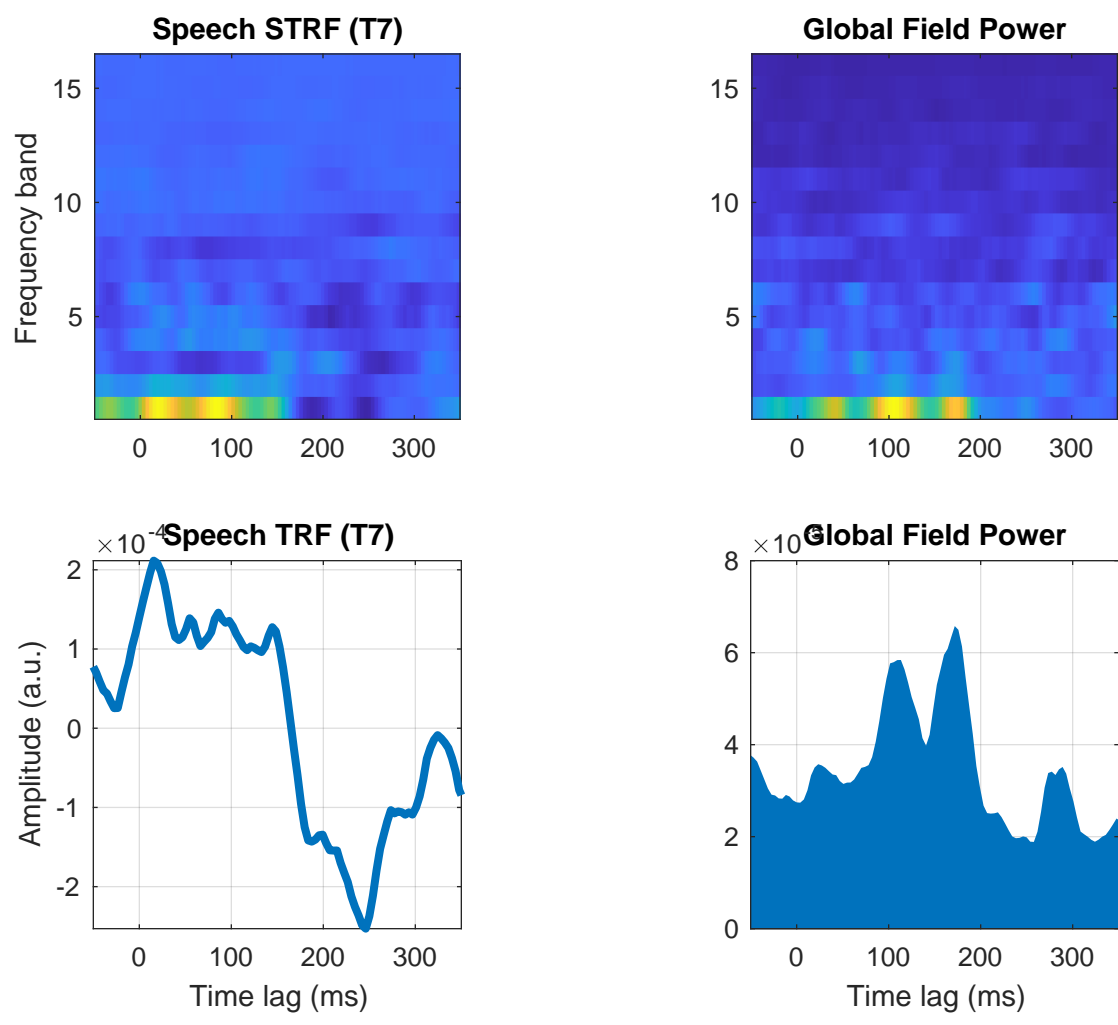 Speech STRF (T7)
Frequency band
15
10
5
0 100 200 300
Global Field Power
15
10
5
0 100 200 300
Speech TRF (T7)
×10-4
Amplitude (a.u.)
2
1
0
-1
-2
0 100 200 300
Time lag (ms)
Global Field Power
×10
8
6
4
2
0
0 100 200 300
Time lag (ms)